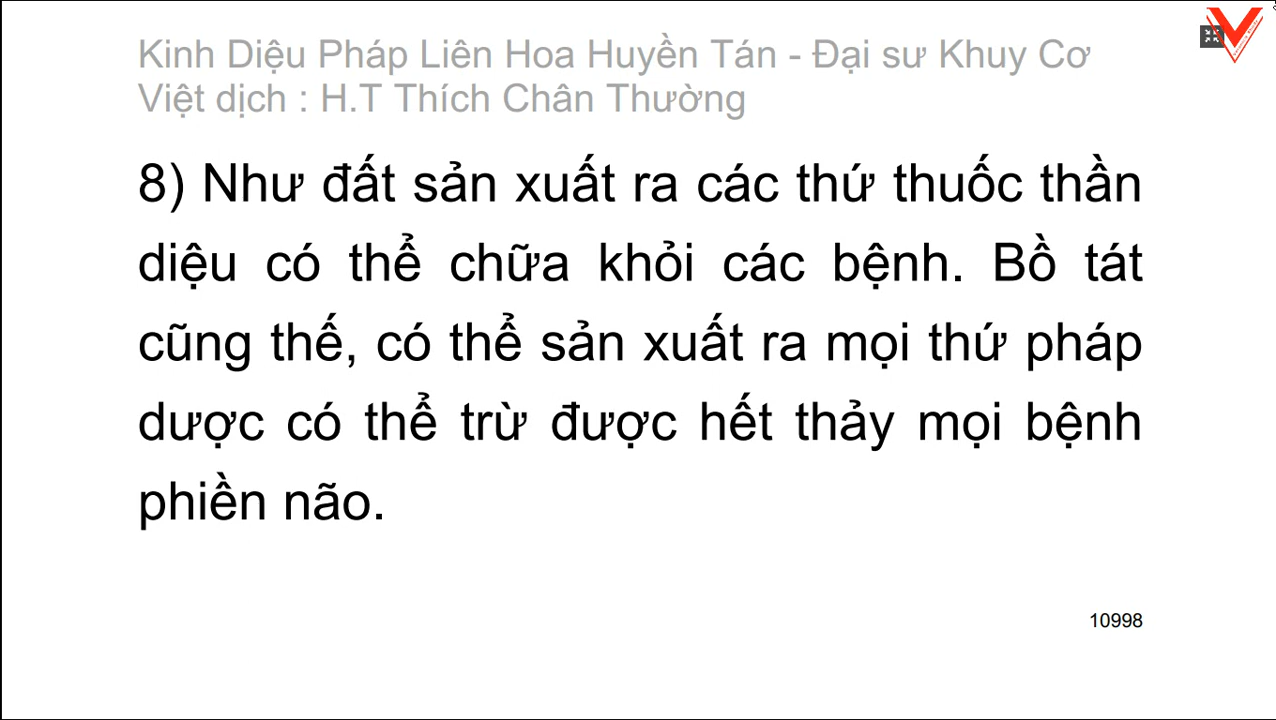 Kinh Diệu Pháp Liên Hoa Huyền Tán - Đại sư Khuy Cơ
Việt dịch : H.T Thích Chân Thường
8) Như đất sản xuất ra các thứ thuốc thần
diệu có thể chữa khỏi các bệnh. Bồ tát
cũng thế, có thể sản xuất ra mọi thứ pháp
dược có thể trừ được hết thảy mọi bệnh
phiền não.
10998